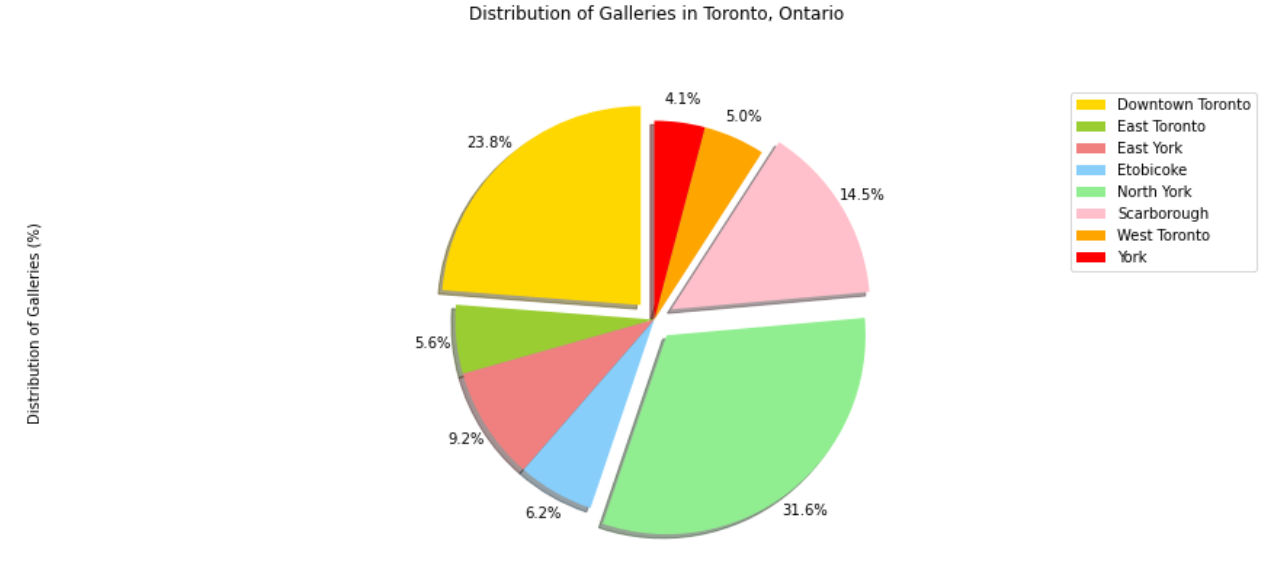 Distribution of Galleries in Toronto, Ontario
Distribution of Galleries (%)
4.1%
5.0%
23.8%
14.5%
5.6%
9.2%
6.2%
31.6%
Downtown Toronto
East Toronto
East York
Etobicoke
North York
Scarborough
West Toronto
York